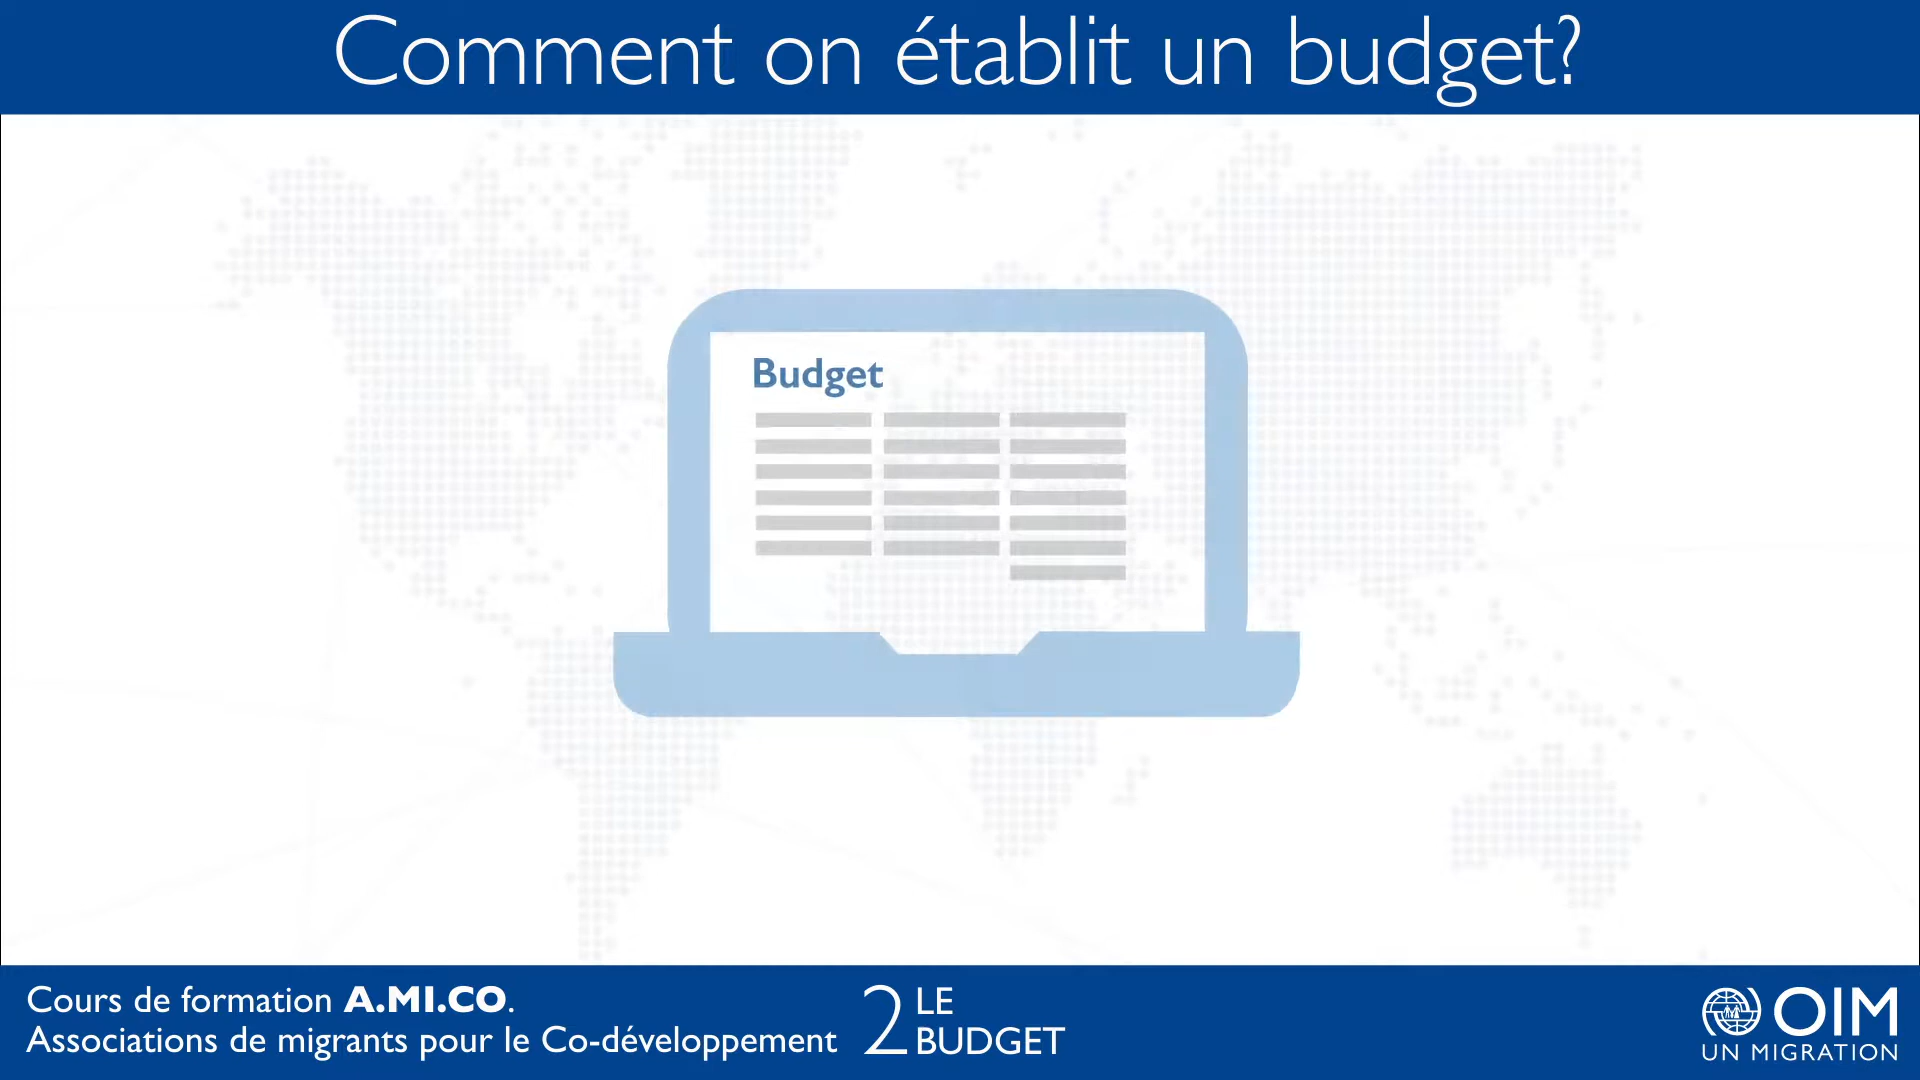 Comment on établit un budget?
Budget
Cours de formation A.MI.CO.
Associations de migrants pour le Co-développement
2 LE
BUDGET
OIM
UN MIGRATION